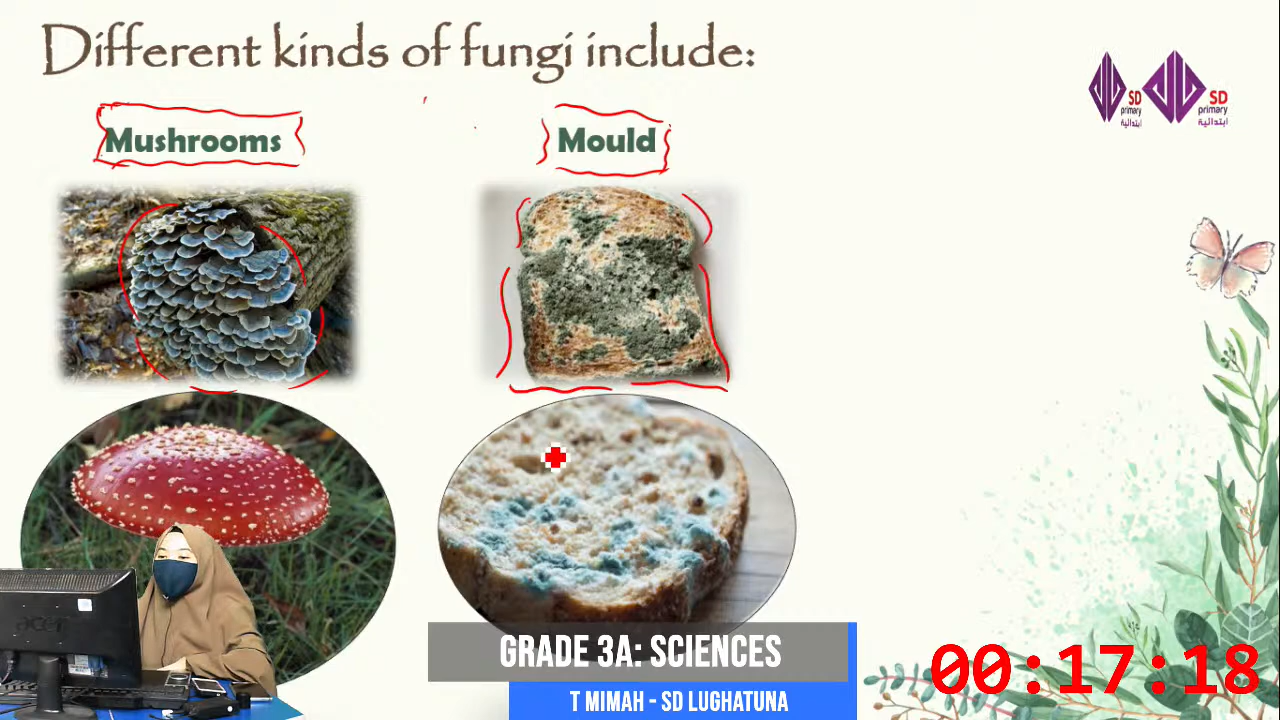 Different kinds of fungi include:
SD
primary
ابتدائية
SD
primary
ابتدائية
Mushrooms
Mould
acer
GRADE 3A: SCIENCES
T MIMAH - SD LUGHATUNA
00:17:18